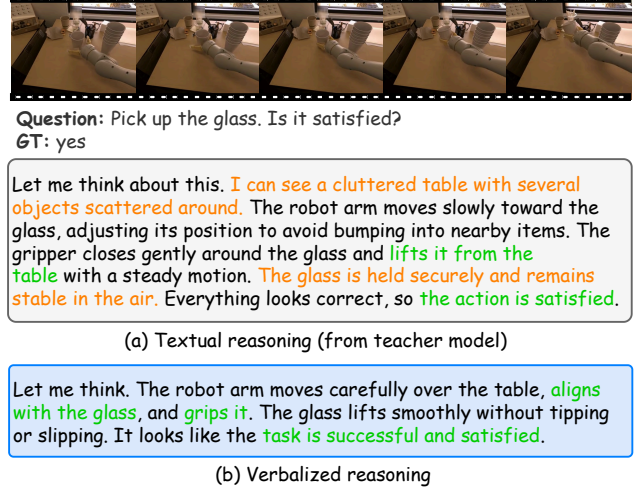 Question: Pick up the glass. Is it satisfied?
GT: yes
Let me think about this. I can see a cluttered table with several
objects scattered around. The robot arm moves slowly toward the
glass, adjusting its position to avoid bumping into nearby items. The
gripper closes gently around the glass and lifts it from the
table with a steady motion. The glass is held securely and remains
stable in the air. Everything looks correct, so the action is satisfied.
(a) Textual reasoning (from teacher model)
Let me think. The robot arm moves carefully over the table, aligns
with the glass, and grips it. The glass lifts smoothly without tipping
or slipping. It looks like the task is successful and satisfied.
(b) Verbalized reasoning